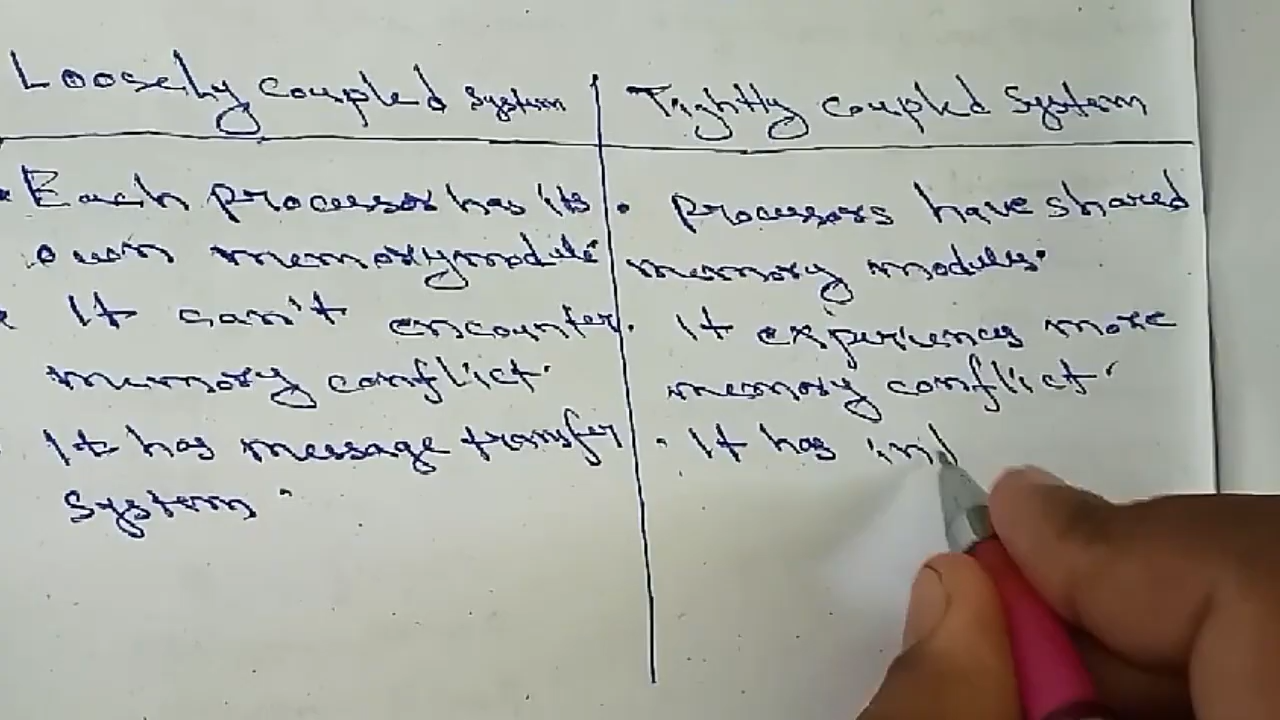 Loosely coupled system
Tightly coupled System
Each processor has its
own memory module
It can't encounter
memory conflict.
It has message transfer
system.
• Processors have shared
memory modules.
• It experiences more
memory conflict.
• It has